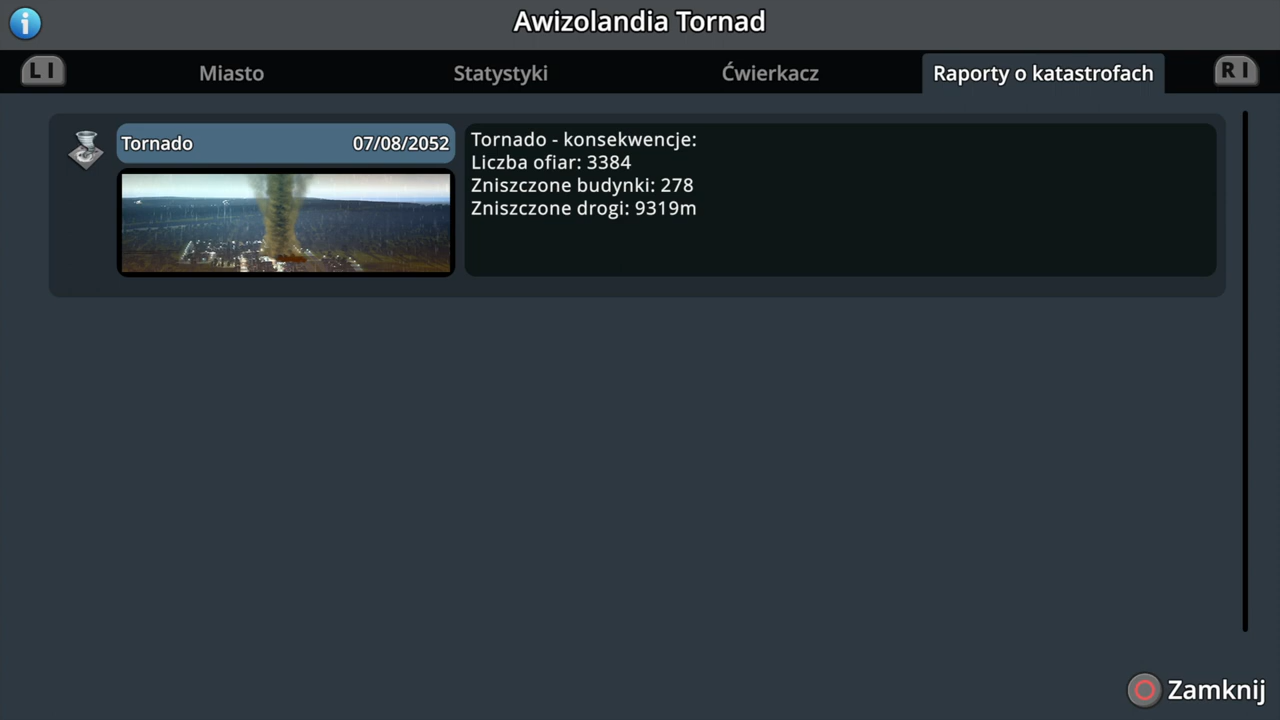 Awizolandia Tornad
L1
Miasto
Statystyki
Ćwierkacz
Raporty o katastrofach
R1
Tornado
07/08/2052
Tornado - konsekwencje:
Liczba ofiar: 3384
Zniszczone budynki: 278
Zniszczone drogi: 9319m
Zamknij